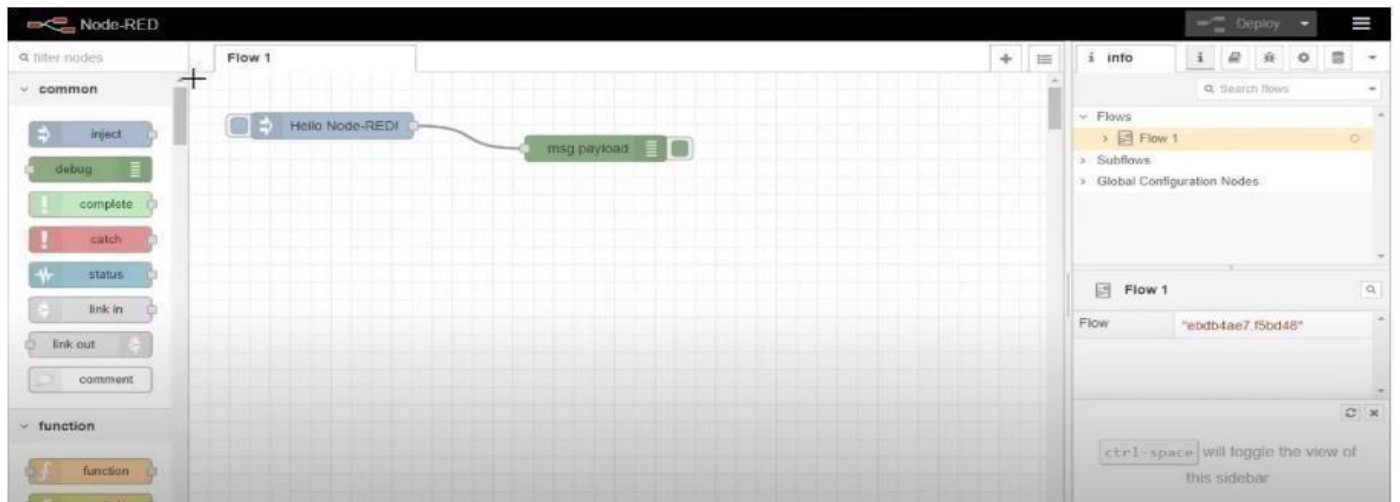 Node-RED
Deploy
filter nodes
Flow 1
i info
i
Search flows
common
inject
debug
complete
catch
status
link in
link out
comment
function
function
Hello Node-RED!
msg payload
Flows
Flow 1
Subflows
Global Configuration Nodes
Flow 1
Flow "ebdb4ae7.f5bd48"
ctrl-space will toggle the view of
this sidebar